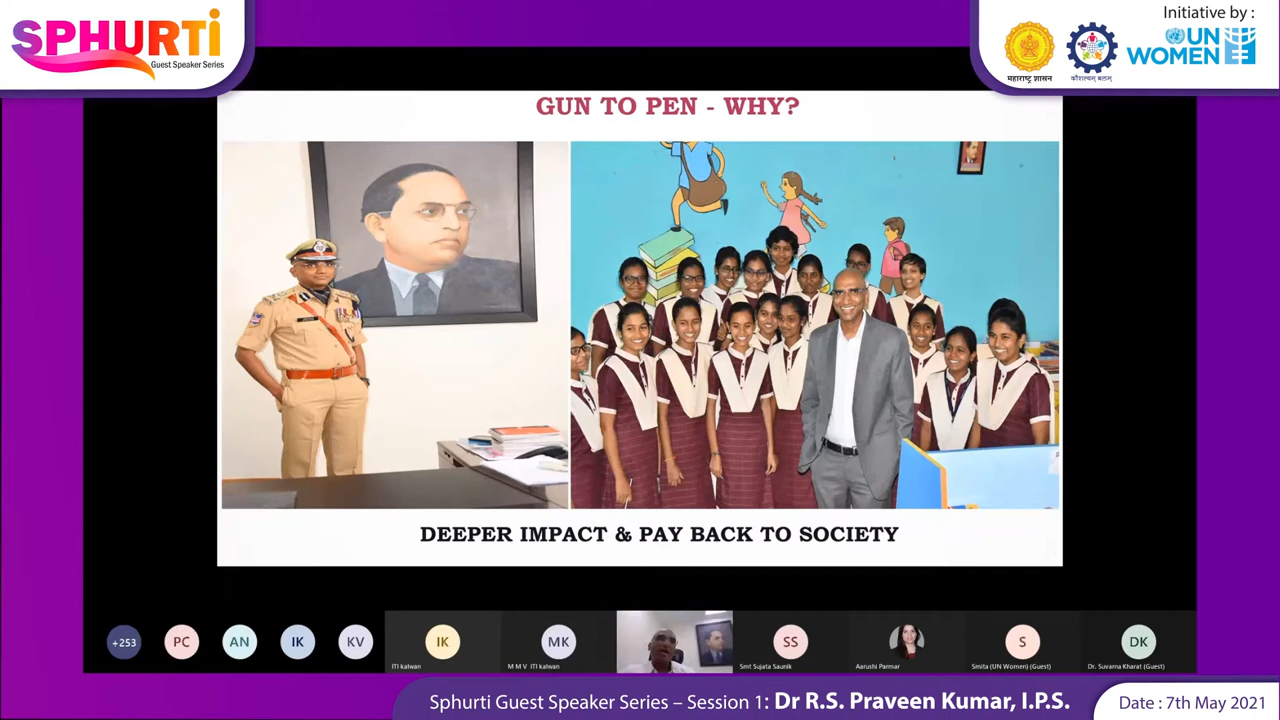 SPHURTI
Guest Speaker Series
Initiative by :
महाराष्ट्र शासन
कौशल्यम् बलम्
UN
WOMEN
GUN TO PEN - WHY?
DEEPER IMPACT & PAY BACK TO SOCIETY
+253
PC
AN
IK
KV
IK
ITI kalwan
MK
M M V ITI kalwan
SS
Smt Sujata Saunik
Aarushi Parmar
S
Smita (UN Women) (Guest)
DK
Dr. Suvarna Kharat (Guest)
Sphurti Guest Speaker Series – Session 1: Dr R.S. Praveen Kumar, I.P.S.
Date : 7th May 2021